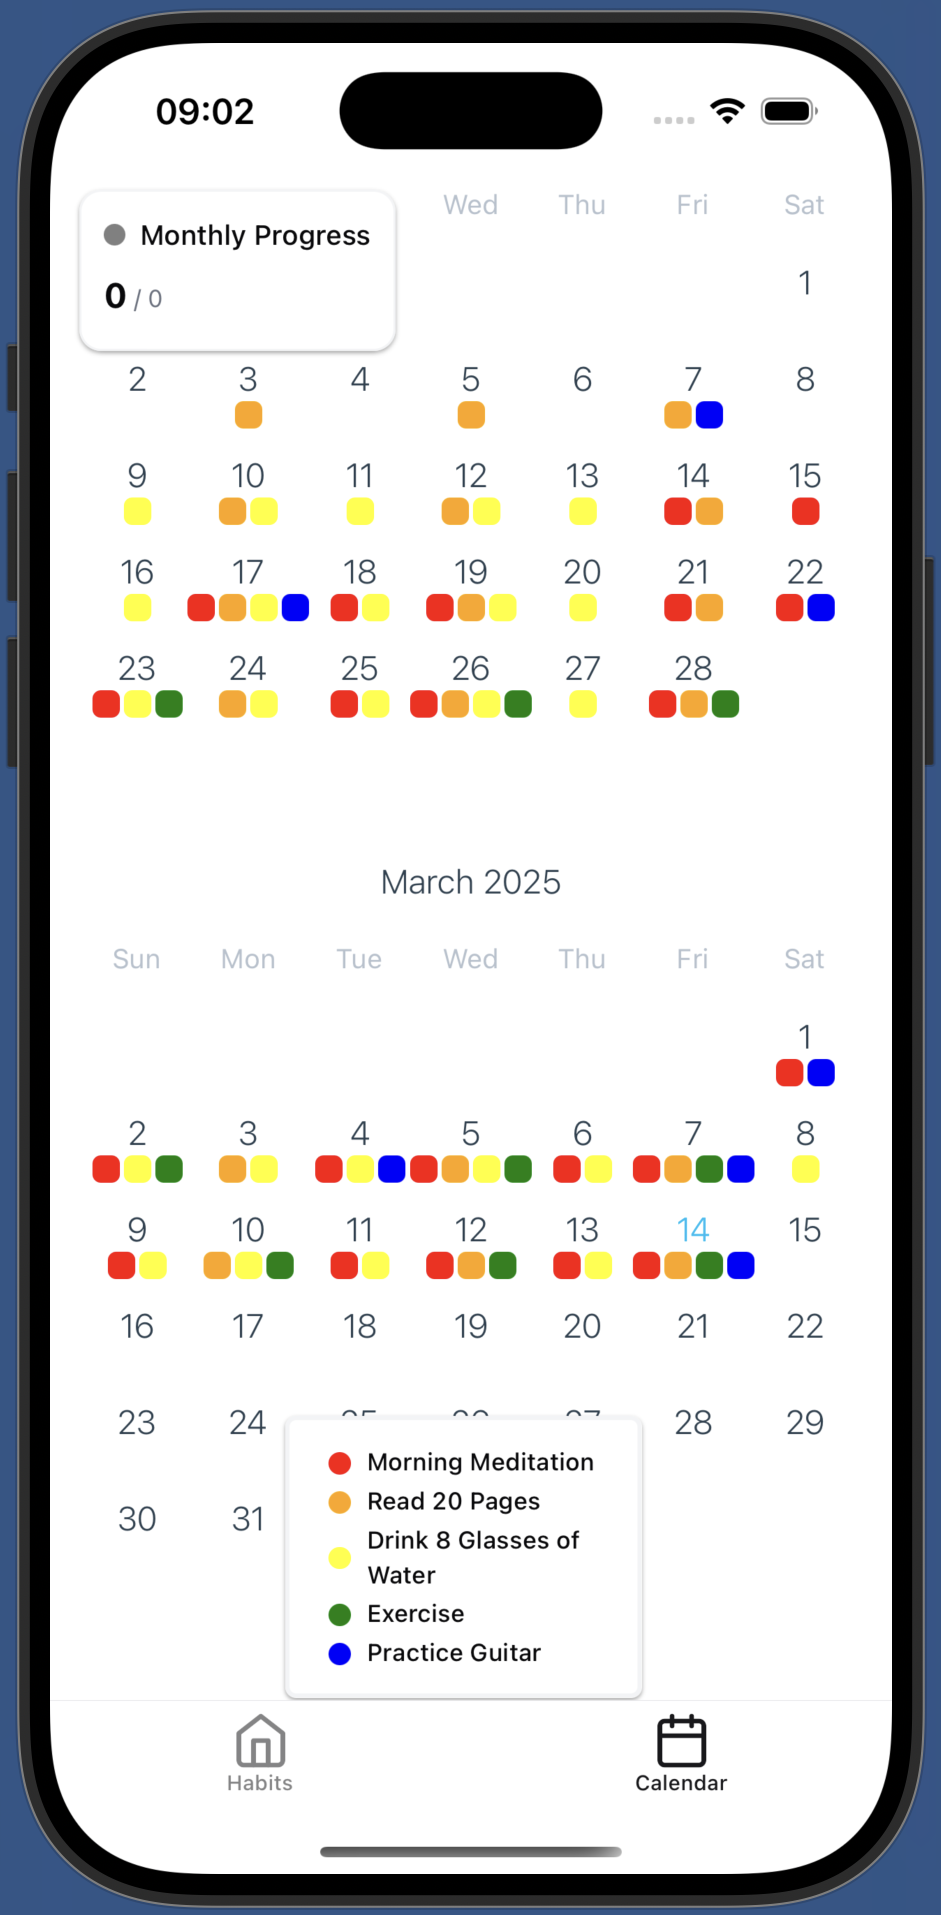 09:02
Monthly Progress
0 / 0
Wed Thu Fri Sat
1
2 3 4 5 6 7 8
9 10 11 12 13 14 15
16 17 18 19 20 21 22
23 24 25 26 27 28
March 2025
Sun Mon Tue Wed Thu Fri Sat
1
2 3 4 5 6 7 8
9 10 11 12 13 14 15
16 17 18 19 20 21 22
23 24 25 26 27 28 29
30 31
Morning Meditation
Read 20 Pages
Drink 8 Glasses of
Water
Exercise
Practice Guitar
Habits
Calendar